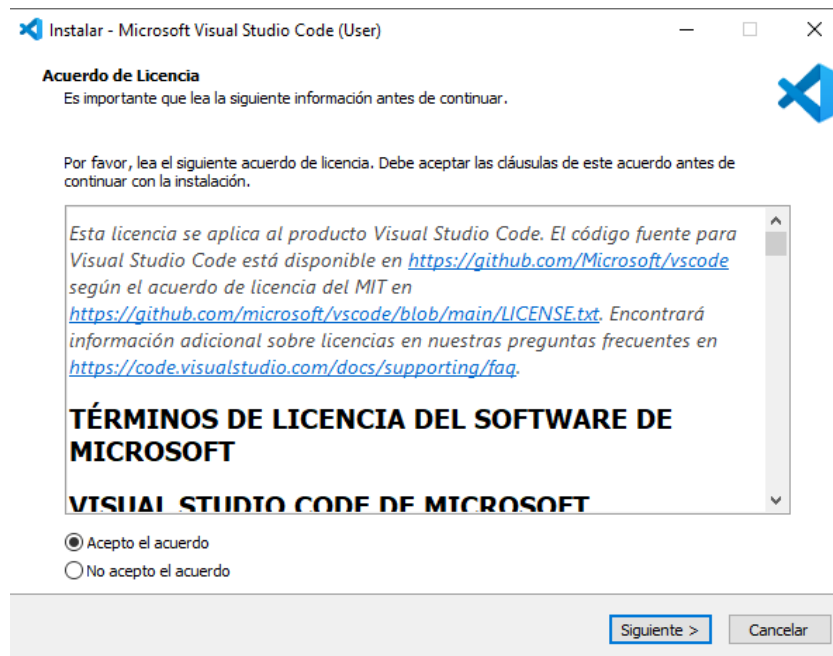 Instalar - Microsoft Visual Studio Code (User)
Acuerdo de Licencia
Es importante que lea la siguiente información antes de continuar.
Por favor, lea el siguiente acuerdo de licencia. Debe aceptar las cláusulas de este acuerdo antes de
continuar con la instalación.
Esta licencia se aplica al producto Visual Studio Code. El código fuente para
Visual Studio Code está disponible en https://github.com/Microsoft/vscode
según el acuerdo de licencia del MIT en
https://github.com/microsoft/vscode/blob/main/LICENSE.txt. Encontrará
información adicional sobre licencias en nuestras preguntas frecuentes en
https://code.visualstudio.com/docs/supporting/faq.
TÉRMINOS DE LICENCIA DEL SOFTWARE DE
MICROSOFT
VISUAL STUDIO CODE DE MICROSOFT
Acepto el acuerdo
No acepto el acuerdo
Siguiente >
Cancelar